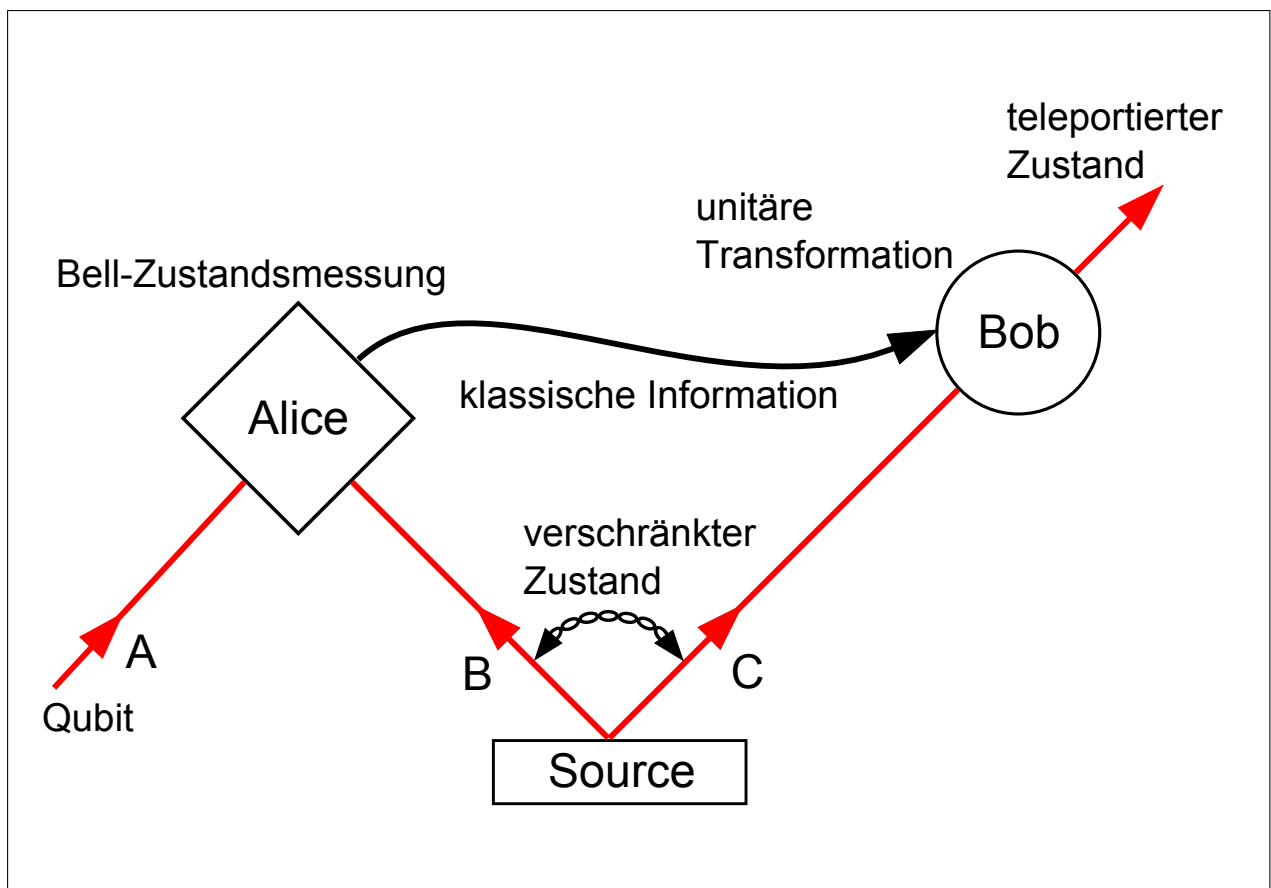 teleportierter
Zustand
unitäre
Transformation
Bell-Zustandsmessung
Bob
klassische Information
Alice
verschränkter
Zustand
A
B
C
Qubit
Source